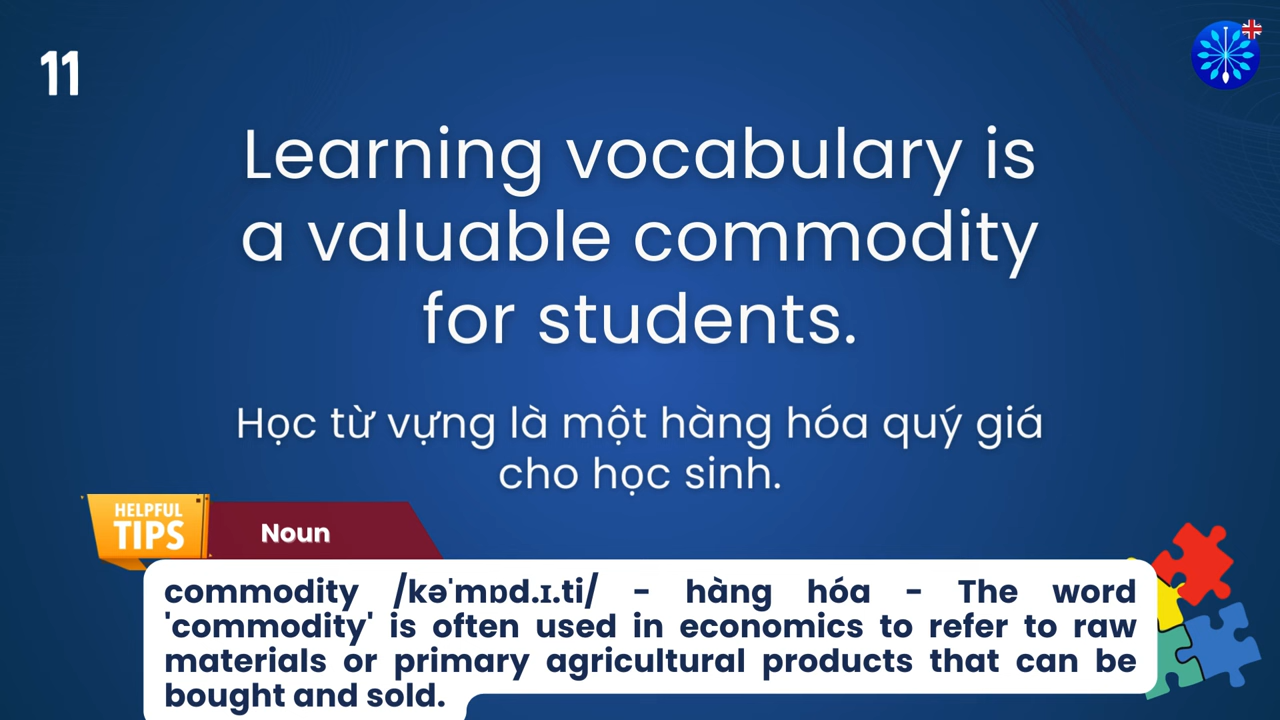 11
Learning vocabulary is
a valuable commodity
for students.
Học từ vựng là một hàng hóa quý giá
cho học sinh.
HELPFUL
TIPS
Noun
commodity /kəˈmɒd.ɪ.ti/ - hàng hóa - The word
'commodity' is often used in economics to refer to raw
materials or primary agricultural products that can be
bought and sold.